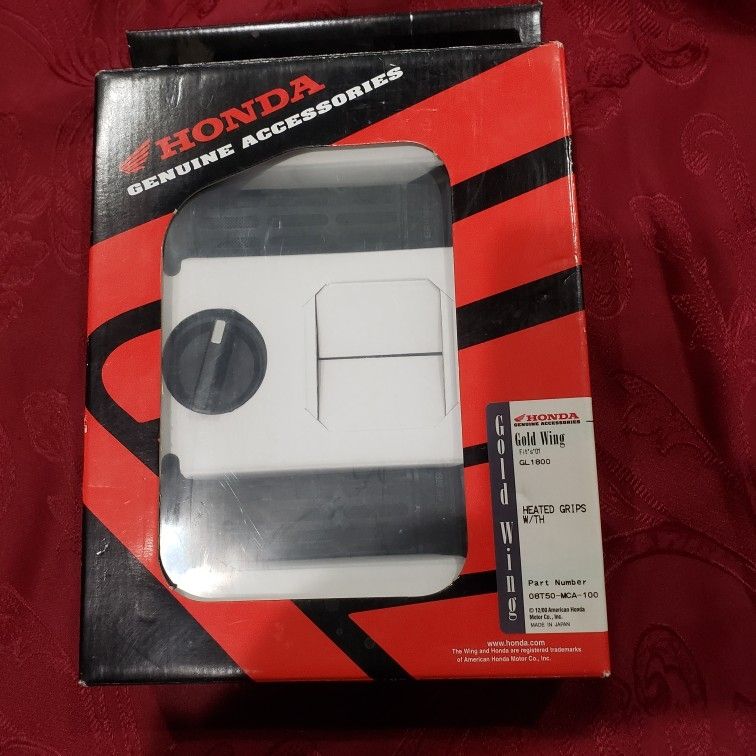 HONDA
GENUINE ACCESSORIES
Gold Wing
HONDA
GENUINE ACCESSORIES
Gold Wing
GL1800
HEATED GRIPS
W/TH
Part Number
08T50-MCA-100
© 12/00 American Honda
Motor Co., Inc.
MADE IN JAPAN
www.honda.com
The Wing and Honda are registered trademarks
of American Honda Motor Co., Inc.